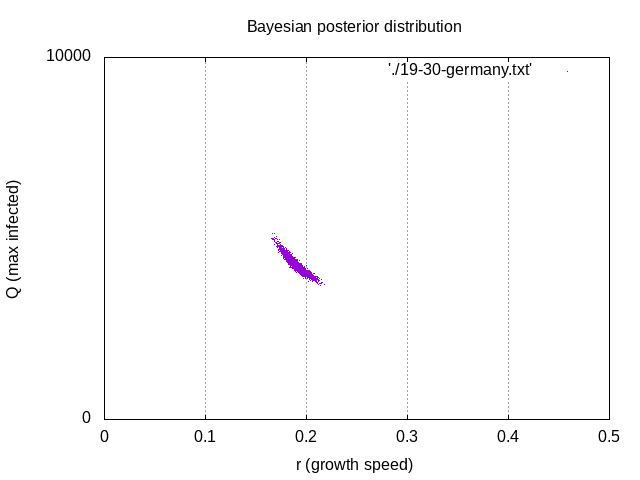 Bayesian posterior distribution
10000
'./19-30-germany.txt'
Q (max infected)
0
0 0.1 0.2 0.3 0.4 0.5
r (growth speed)